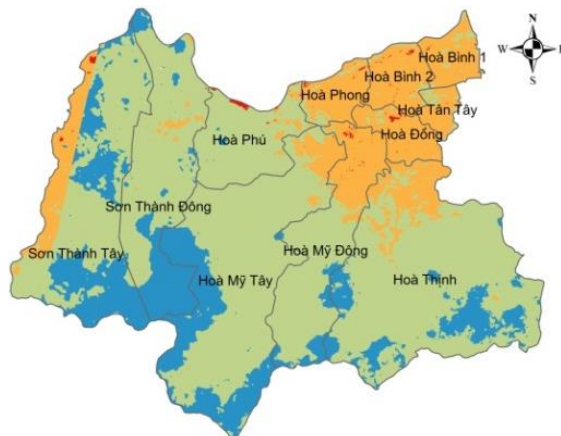 N
W
S
Hoà Bình 1
Hoà Bình 2
Hoà Phong
Hoà Tân Tây
Hoà Đồng
Hoà Phú
Sơn Thành Đông
Sơn Thành Tây
Hoà Mỹ Đông
Hoà Mỹ Tây
Hoà Thịnh